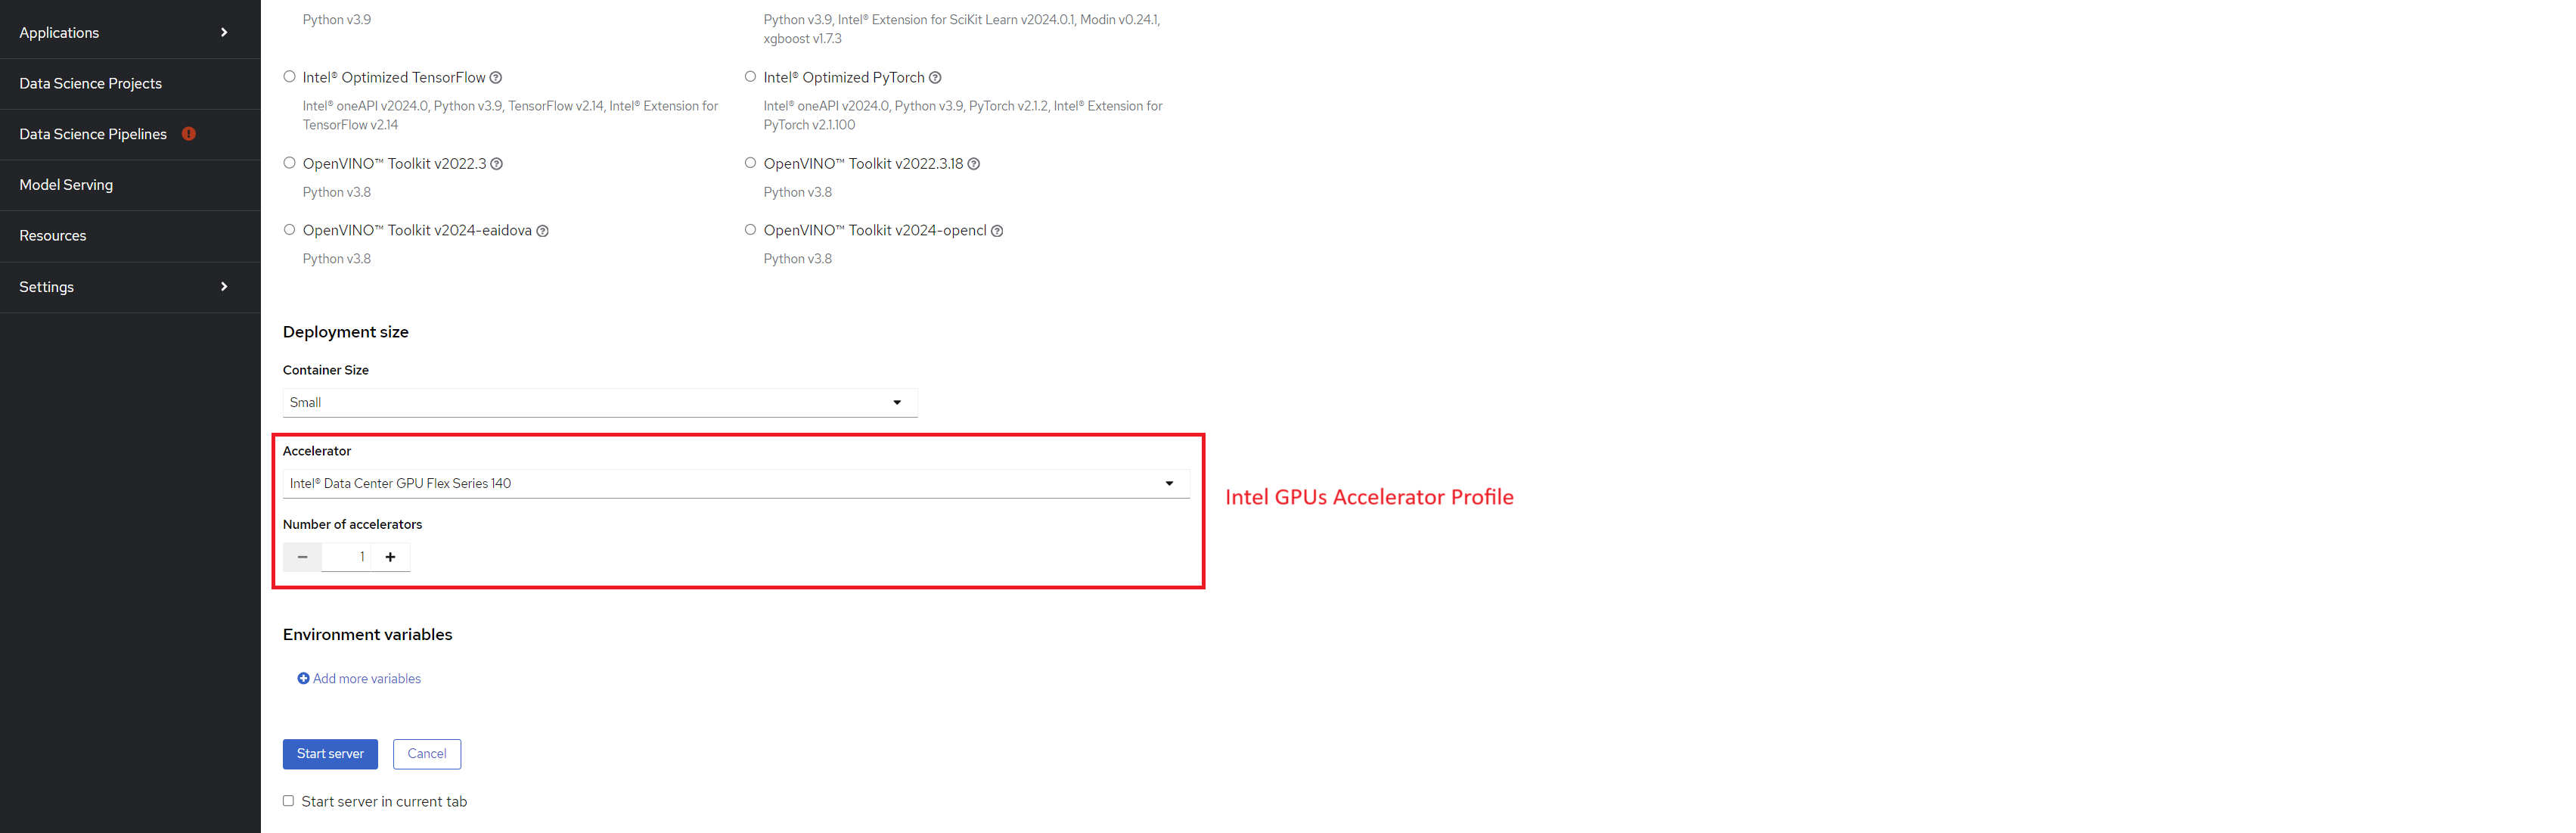 Applications
Data Science Projects
Data Science Pipelines
Model Serving
Resources
Settings
Python v3.9
Python v3.9, Intel® Extension for SciKit Learn v2024.0.1, Modin v0.24.1,
xgboost v1.7.3
Intel® Optimized TensorFlow
Intel® oneAPI v2024.0, Python v3.9, TensorFlow v2.14, Intel® Extension for
TensorFlow v2.14
Intel® Optimized PyTorch
Intel® oneAPI v2024.0, Python v3.9, PyTorch v2.1.2, Intel® Extension for
PyTorch v2.1.100
OpenVINO™ Toolkit v2022.3
Python v3.8
OpenVINO™ Toolkit v2022.3.18
Python v3.8
OpenVINO™ Toolkit v2024-eaidova
Python v3.8
OpenVINO™ Toolkit v2024-opencl
Python v3.8
Deployment size
Container Size
Small
Accelerator
Intel® Data Center GPU Flex Series 140
Number of accelerators
1
Intel GPUs Accelerator Profile
Environment variables
Add more variables
Start server
Cancel
Start server in current tab